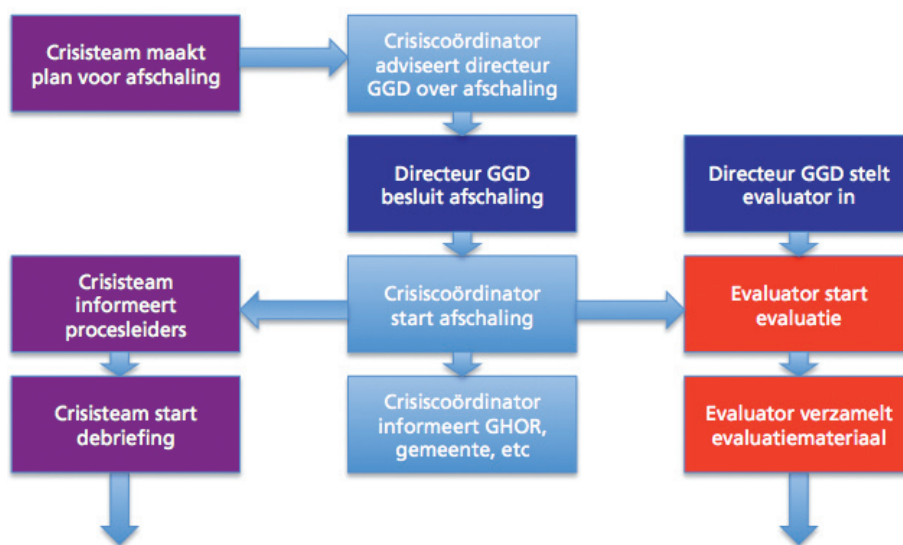 Crisisteam maakt
plan voor afschaling
Crisiscoördinator
adviseert directeur
GGD over afschaling
Directeur GGD
besluit afschaling
Directeur GGD stelt
evaluator in
Crisisteam
informeert
procesleiders
Crisiscoördinator
start afschaling
Evaluator start
evaluatie
Crisisteam start
debriefing
Crisiscoördinator
informeert GHOR,
gemeente, etc
Evaluator verzamelt
evaluatiemateriaal